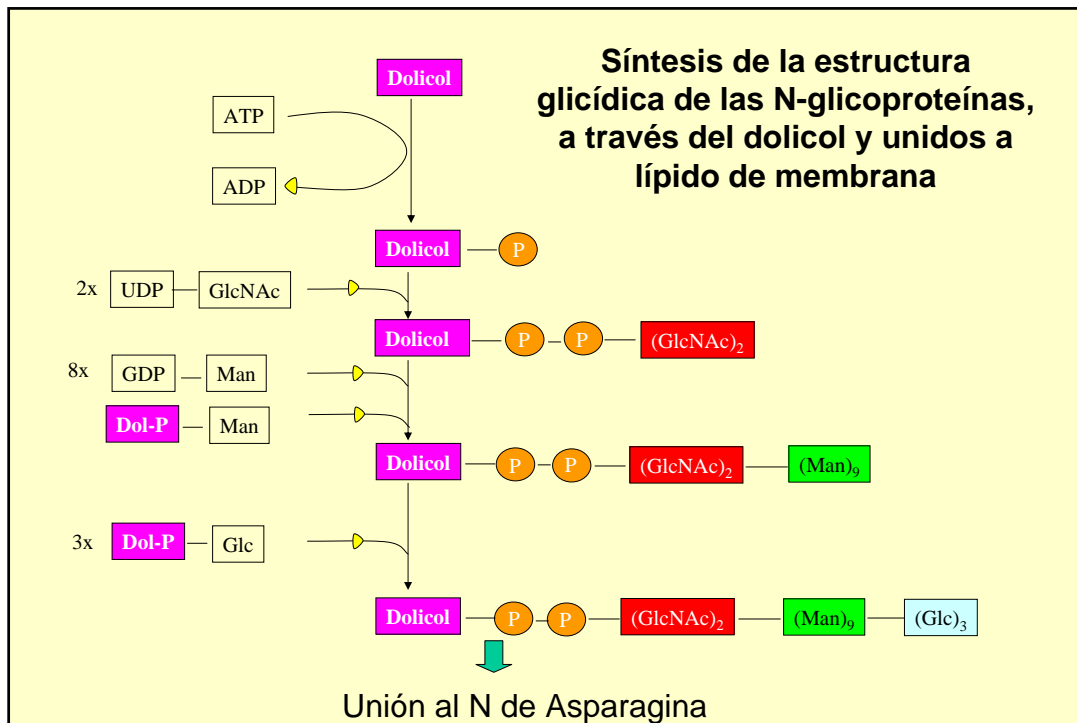 Síntesis de la estructura
glicídica de las N-glicoproteínas,
a través del dolicol y unidos a
lípido de membrana
Dolicol
ATP
ADP
Dolicol P
2x UDP GlcNAc
Dolicol P P (GlcNAc)₂
8x GDP Man
Dol-P Man
Dolicol P P (GlcNAc)₂ (Man)₉
3x Dol-P Glc
Dolicol P P (GlcNAc)₂ (Man)₉ (Glc)₃
Unión al N de Asparagina